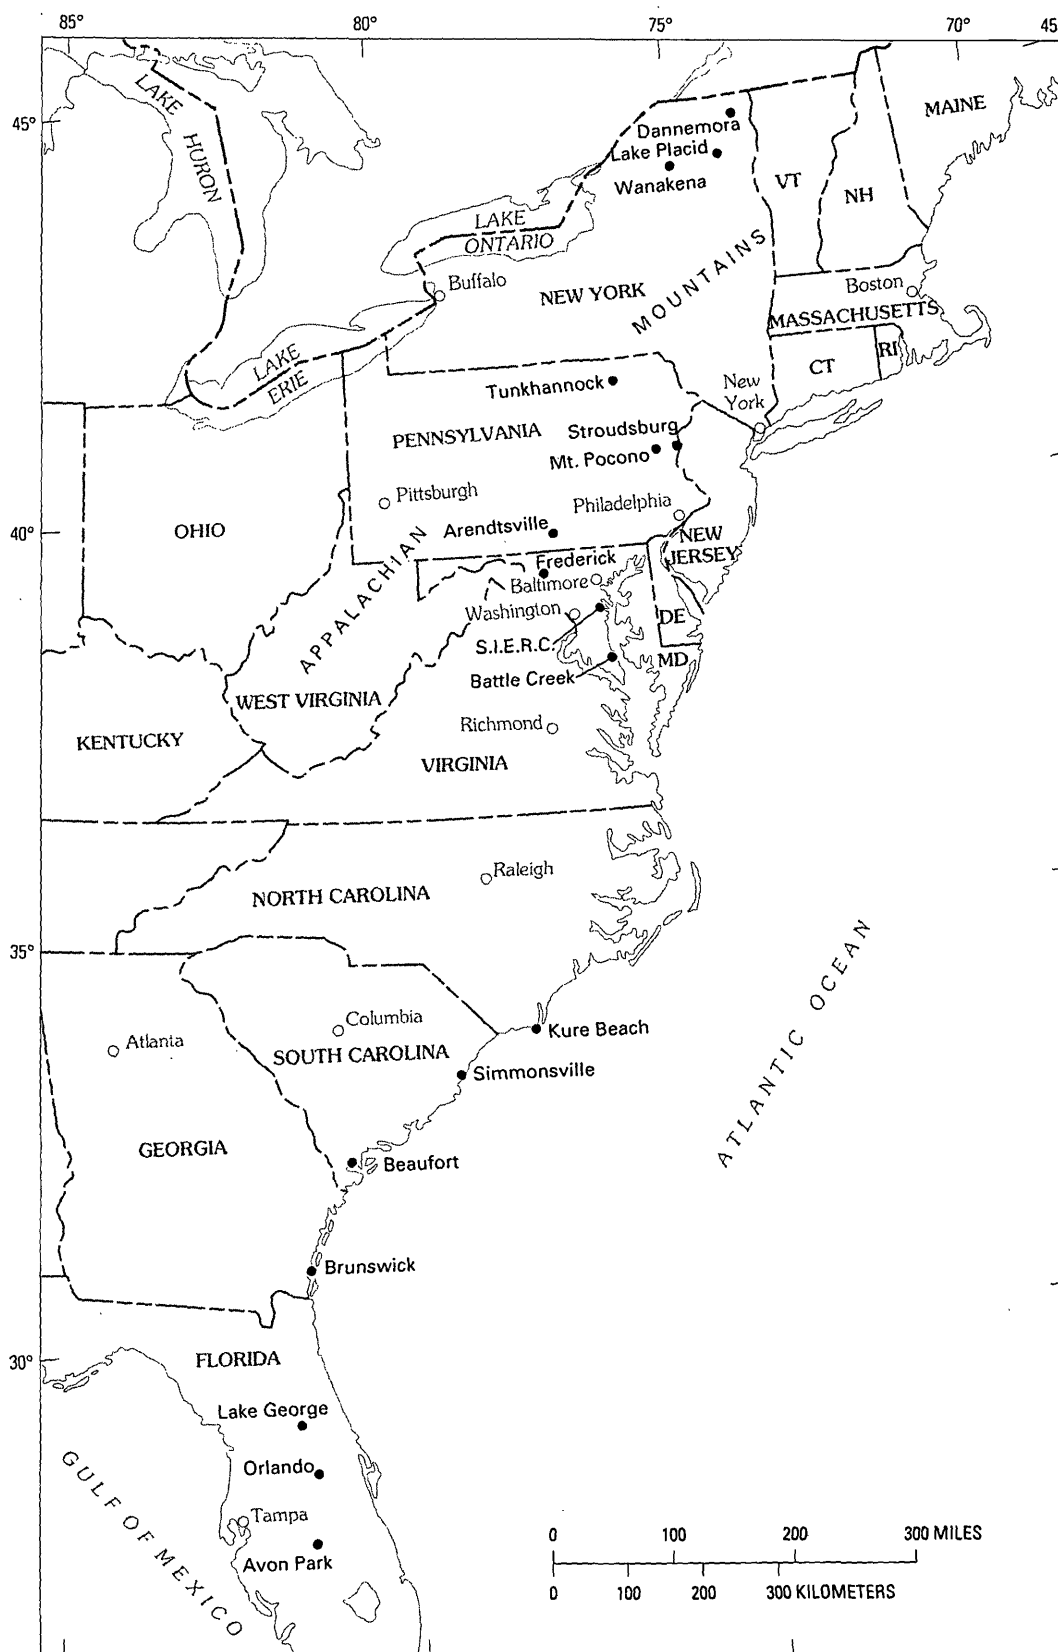 85° 80° 75° 70° 45
45°
LAKE
HURON
MAINE
Dannemora
Lake Placid
Wanakena
VT
NH
LAKE
ONTARIO
Buffalo
NEW YORK
MOUNTAINS
Boston
MASSACHUSETTS
LAKE
ERIE
CT
RI
Tunkhannock
New
York
PENNSYLVANIA
Stroudsburg
Mt. Pocono
Pittsburgh
Philadelphia
OHIO
Arendtsville
40°
NEW
JERSEY
APPALACHIAN
Frederick
Baltimore
Washington
DE
S.I.E.R.C.
MD
Battle Creek
WEST VIRGINIA
Richmond
KENTUCKY
VIRGINIA
Raleigh
NORTH CAROLINA
35°
ATLANTIC OCEAN
Columbia
Kure Beach
Atlanta
SOUTH CAROLINA
Simmonsville
GEORGIA
Beaufort
Brunswick
30°
FLORIDA
Lake George
Orlando
GULF OF MEXICO
Tampa
Avon Park
0 100 200 300 MILES
0 100 200 300 KILOMETERS